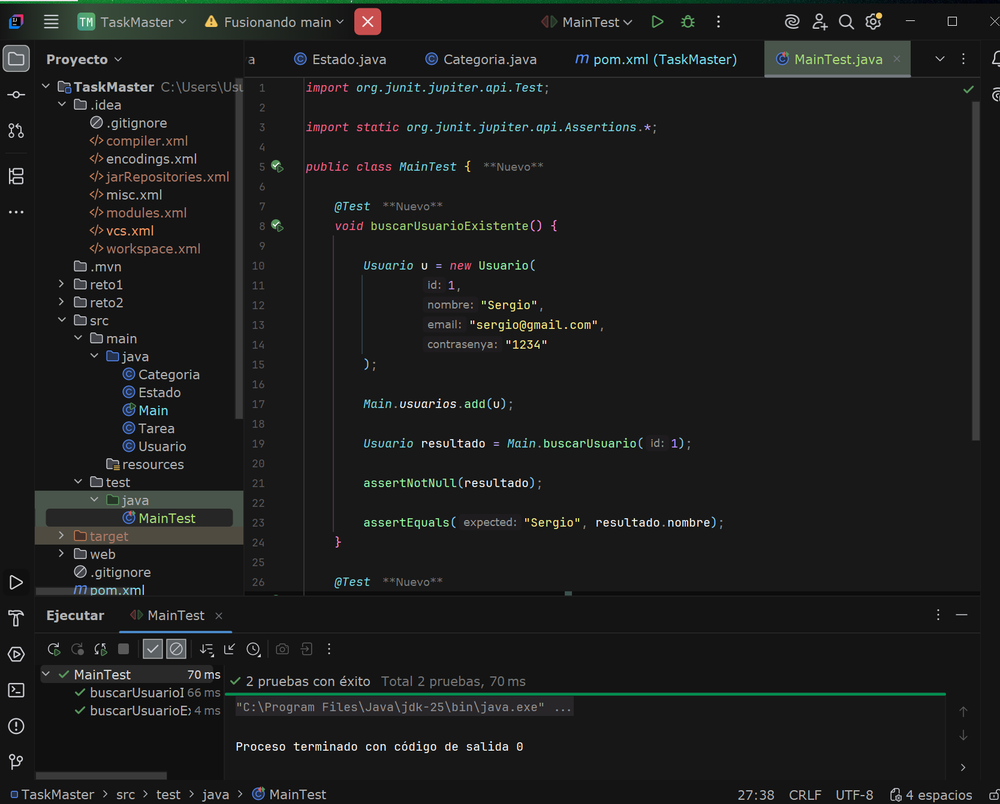 TM TaskMaster Fusionando main MainTest
Proyecto
Estado.java Categoria.java pom.xml (TaskMaster) MainTest.java
TaskMaster C:\Users\Usu
.idea
.gitignore
compiler.xml
encodings.xml
jarRepositories.xml
misc.xml
modules.xml
vcs.xml
workspace.xml
.mvn
reto1
reto2
src
main
java
Categoria
Estado
Main
Tarea
Usuario
resources
test
java
MainTest
target
web
.gitignore
pom.xml
1 import org.junit.jupiter.api.Test;
2
3 import static org.junit.jupiter.api.Assertions.*;
4
5 public class MainTest { **Nuevo**
6
7 @Test **Nuevo**
8 void buscarUsuarioExistente() {
9
10 Usuario u = new Usuario(
11 id: 1,
12 nombre: "Sergio",
13 email: "sergio@gmail.com",
14 contrasenya: "1234"
15 );
16
17 Main.usuarios.add(u);
18
19 Usuario resultado = Main.buscarUsuario( id: 1);
20
21 assertNotNull(resultado);
22
23 assertEquals( expected: "Sergio", resultado.nombre);
24 }
25
26 @Test **Nuevo**
Ejecutar MainTest
MainTest 70 ms
buscarUsuarioI 66 ms
buscarUsuarioEx 4 ms
2 pruebas con éxito Total 2 pruebas, 70 ms
"C:\Program Files\Java\jdk-25\bin\java.exe" ...
Proceso terminado con código de salida 0
TaskMaster > src > test > java > MainTest 27:38 CRLF UTF-8 4 espacios